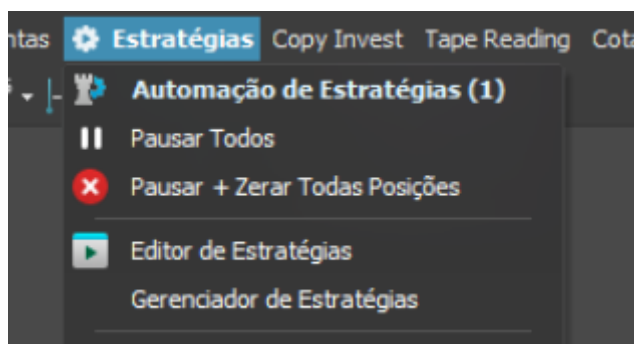 Estratégias Copy Invest Tape Reading
Automação de Estratégias (1)
Pausar Todos
Pausar + Zerar Todas Posições
Editor de Estratégias
Gerenciador de Estratégias